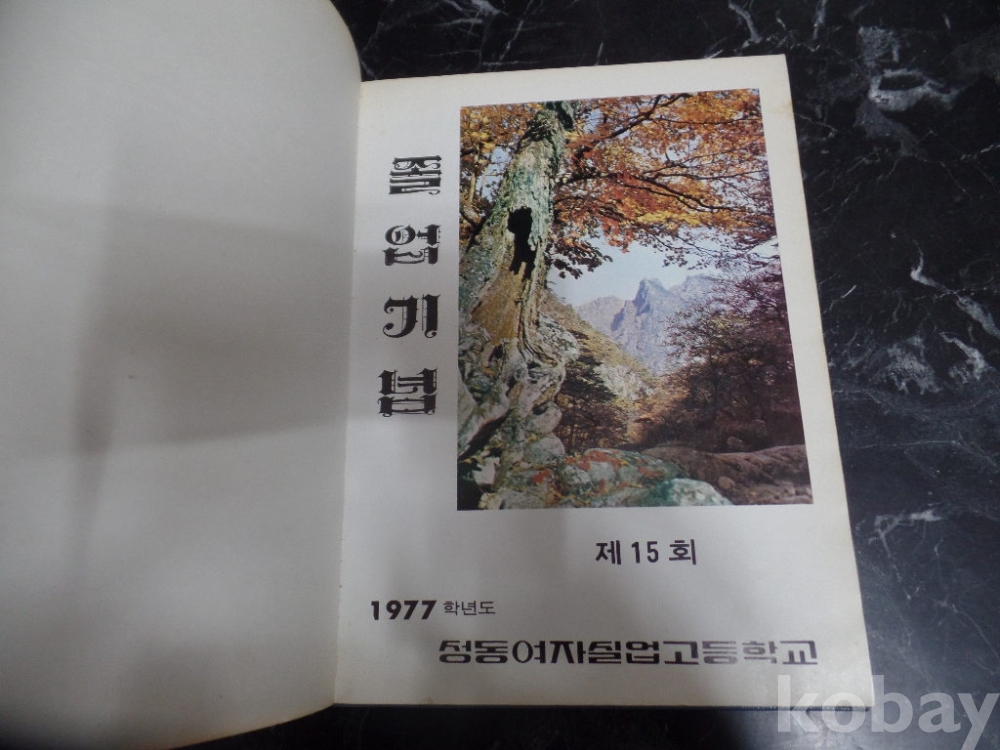 졸업기념
제 15 회
1977 학년도
성동여자실업고등학교
kobay